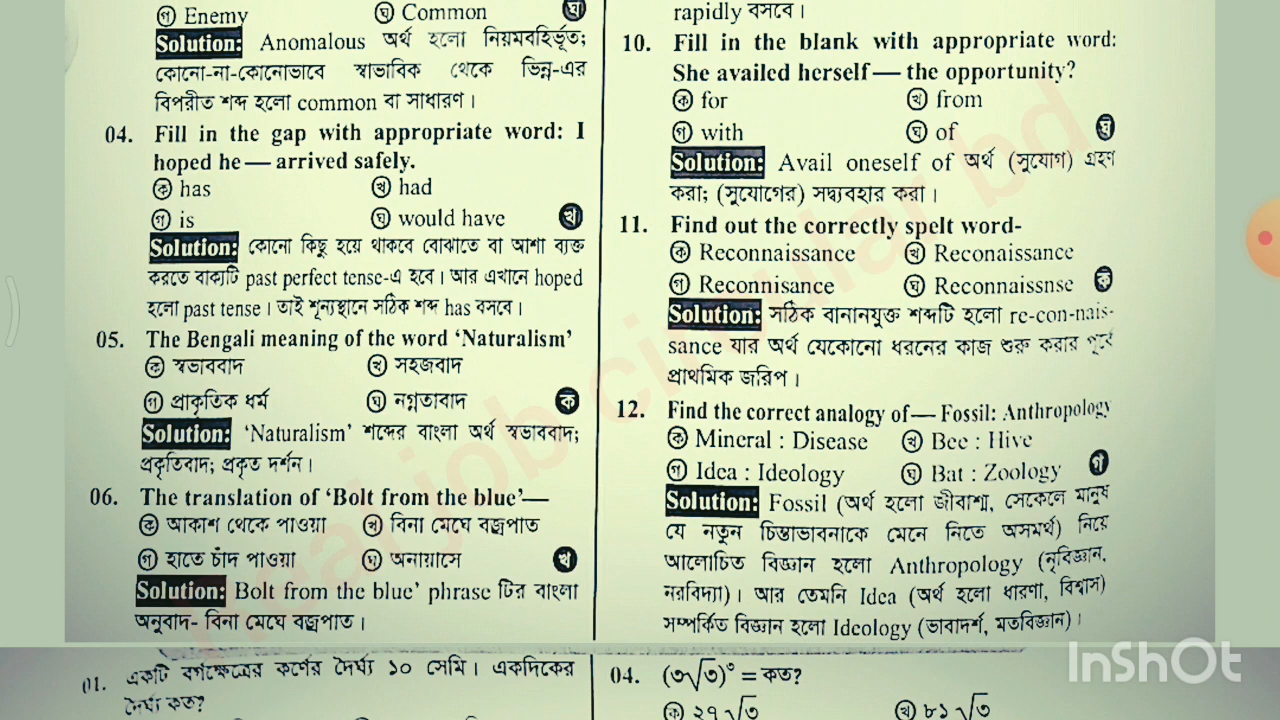 গ Enemy ঘ Common ঘ
Solution: Anomalous অর্থ হলো নিয়মবহির্ভূত;
কোনো-না-কোনোভাবে স্বাভাবিক থেকে ভিন্ন-এর
বিপরীত শব্দ হলো common বা সাধারণ।
04. Fill in the gap with appropriate word: I
hoped he — arrived safely.
ক has খ had
গ is ঘ would have খ
Solution: কোনো কিছু হয়ে থাকবে বোঝাতে বা আশা ব্যক্ত
করতে বাক্যটি past perfect tense-এ হবে। আর এখানে hoped
হলো past tense। তাই শূন্যস্থানে সঠিক শব্দ has বসবে।
05. The Bengali meaning of the word ‘Naturalism’
ক স্বভাববাদ খ সহজবাদ
গ প্রাকৃতিক ধর্ম ঘ নগ্নতাবাদ ক
Solution: ‘Naturalism’ শব্দের বাংলা অর্থ স্বভাববাদ;
প্রকৃতিবাদ; প্রকৃত দর্শন।
06. The translation of ‘Bolt from the blue’—
ক আকাশ থেকে পাওয়া খ বিনা মেঘে বজ্রপাত
গ হাতে চাঁদ পাওয়া ঘ অনায়াসে খ
Solution: Bolt from the blue’ phrase টির বাংলা
অনুবাদ- বিনা মেঘে বজ্রপাত।
rapidly বসবে।
10. Fill in the blank with appropriate word:
She availed herself — the opportunity?
ক for খ from
গ with ঘ of ঘ
Solution: Avail oneself of অর্থ (সুযোগ) গ্রহণ
করা; (সুযোগের) সদ্ব্যবহার করা।
11. Find out the correctly spelt word-
ক Reconnaissance খ Reconaissance
গ Reconnisance ঘ Reconnaissnse ক
Solution: সঠিক বানানযুক্ত শব্দটি হলো re-con-nais-
sance যার অর্থ যেকোনো ধরনের কাজ শুরু করার পূর্বে
প্রাথমিক জরিপ।
12. Find the correct analogy of— Fossil: Anthropology
ক Mineral : Disease খ Bee : Hive
গ Idea : Ideology ঘ Bat : Zoology গ
Solution: Fossil (অর্থ হলো জীবাশ্ম, সেকেলে মানুষ
যে নতুন চিন্তাভাবনাকে মেনে নিতে অসমর্থ) নিয়ে
আলোচিত বিজ্ঞান হলো Anthropology (নৃবিজ্ঞান,
নরবিদ্যা)। আর তেমনি Idea (অর্থ হলো ধারণা, বিশ্বাস)
সম্পর্কিত বিজ্ঞান হলো Ideology (ভাবাদর্শ, মতবিজ্ঞান)।
01. একটি বর্গক্ষেত্রের কর্ণের দৈর্ঘ্য ১০ সেমি। একদিকের
দৈর্ঘ্য কত?
04. (৩√৩)³ = কত?
ক ২৭√৩ খ ৮১√৩
job circular bd
InShOt